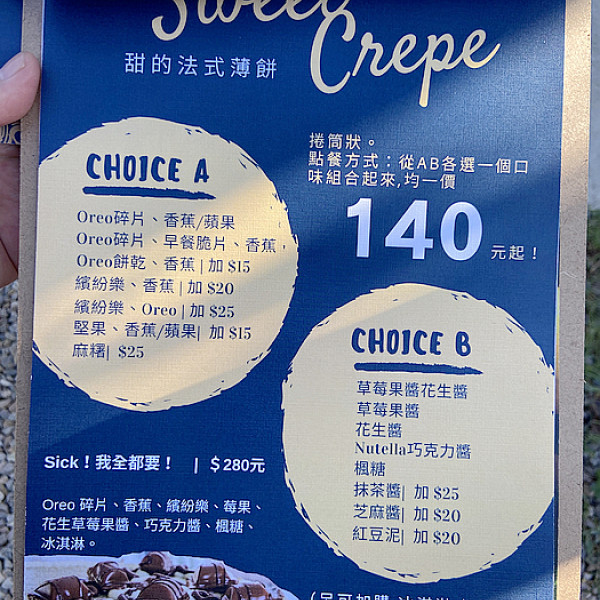 Sweet
Crepe
甜的法式薄餅
捲筒狀。
點餐方式：從AB各選一個口
味組合起來,均一價
140元起！
CHOICE A
Oreo碎片、香蕉/蘋果
Oreo碎片、早餐脆片、香蕉，
Oreo餅乾、香蕉 | 加 $15
繽紛樂、香蕉 | 加 $20
繽紛樂、Oreo | 加 $25
堅果、香蕉/蘋果| 加 $15
麻糬| $25
CHOICE B
草莓果醬花生醬
草莓果醬
花生醬
Nutella巧克力醬
楓糖
抹茶醬| 加 $25
芝麻醬| 加 $20
紅豆泥| 加 $20
Sick！我全都要！ | ＄280元
Oreo 碎片、香蕉、繽紛樂、莓果、
花生草莓果醬、巧克力醬、楓糖、
冰淇淋。